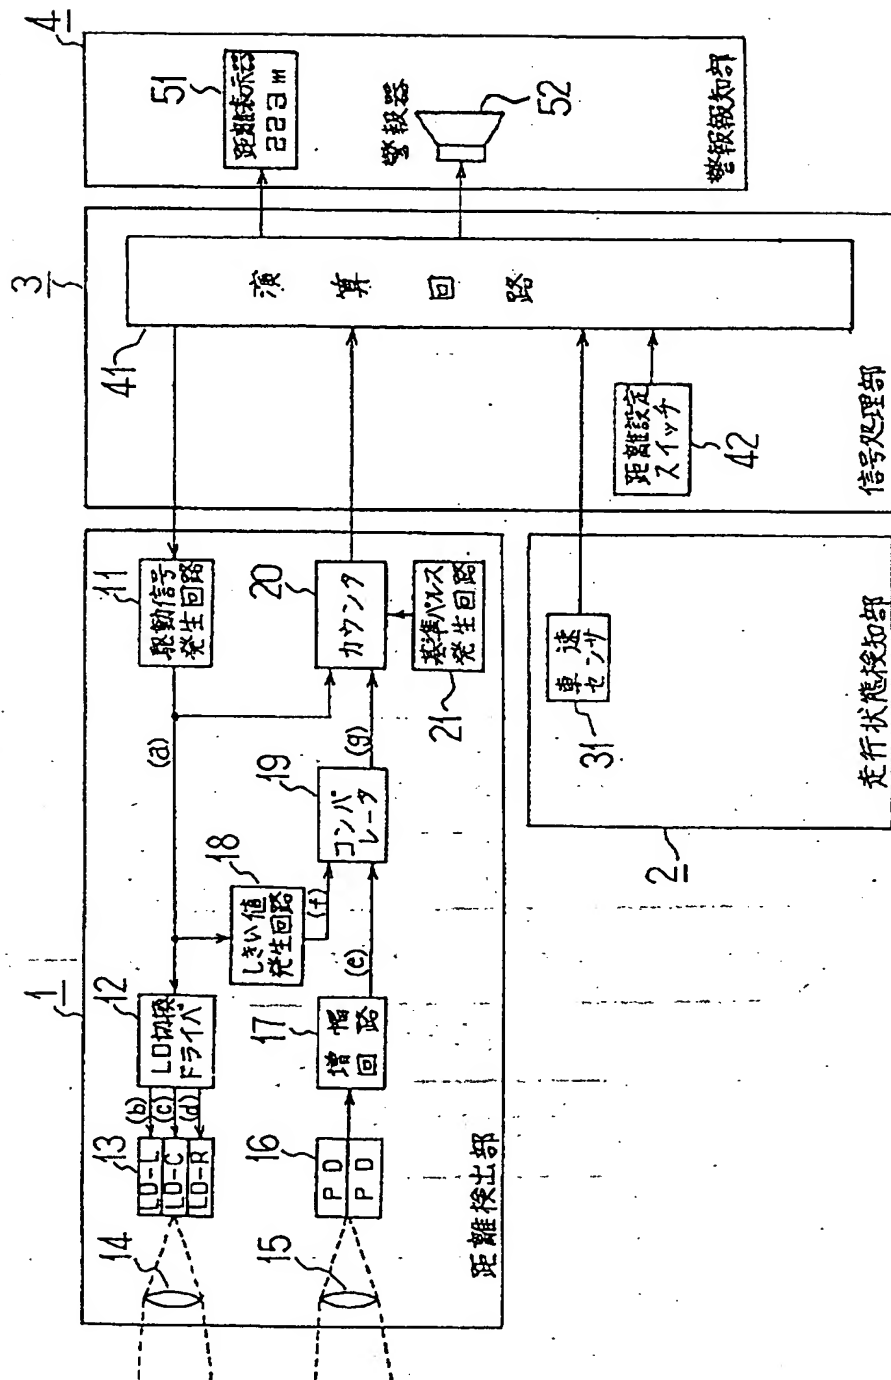 1
14
13
LD-L
LD-C
LD-R
(b)
(c)
(d)
12
LD切換
ドライバ
(a)
11
駆動信号
発生回路
18
しきい値
発生回路
(f)
15
16
PD
PD
17
増幅
回路
(e)
19
コンパ
レータ
(g)
20
カウンタ
21
基準パルス
発生回路
距離検出部
2
31
車速
センサ
走行状態検知部
3
41
演算回路
距離設定
スイッチ
42
信号処理部
4
51
距離表示器
223m
警報器
52
警報報知部